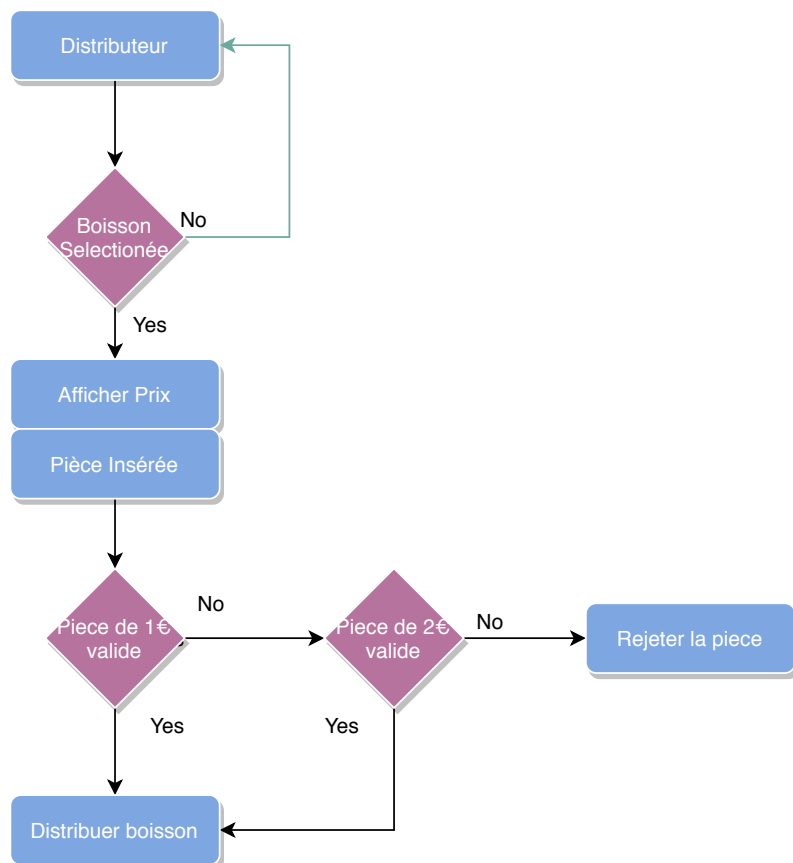 Distributeur
Boisson
Selectionée
No
Yes
Afficher Prix
Pièce Insérée
Piece de 1€
valide
No
Piece de 2€
valide
No
Rejeter la piece
Yes
Yes
Distribuer boisson